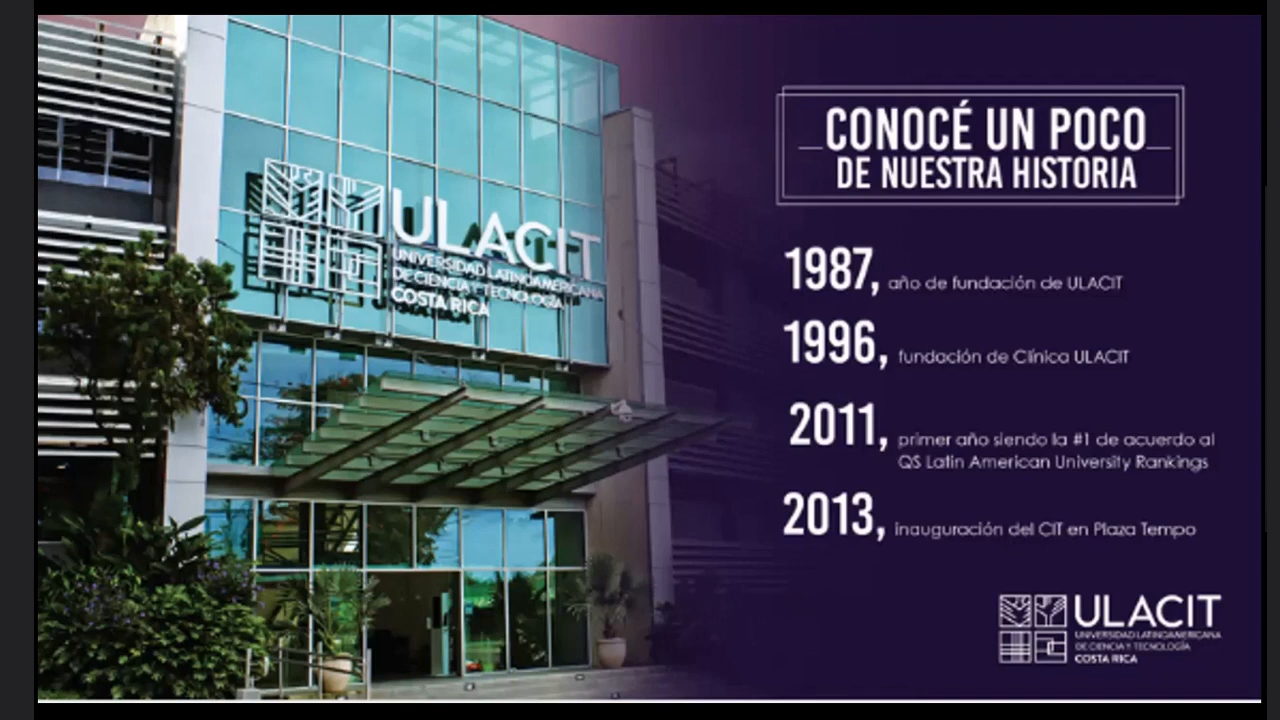 ULACIT
UNIVERSIDAD LATINOAMERICANA
DE CIENCIA Y TECNOLOGÍA
COSTA RICA
CONOCÉ UN POCO
DE NUESTRA HISTORIA
1987, año de fundación de ULACIT
1996, fundación de Clínica ULACIT
2011, primer año siendo la #1 de acuerdo al
QS Latin American University Rankings
2013, inauguración del CIT en Plaza Tempo
ULACIT
UNIVERSIDAD LATINOAMERICANA
DE CIENCIA Y TECNOLOGÍA
COSTA RICA